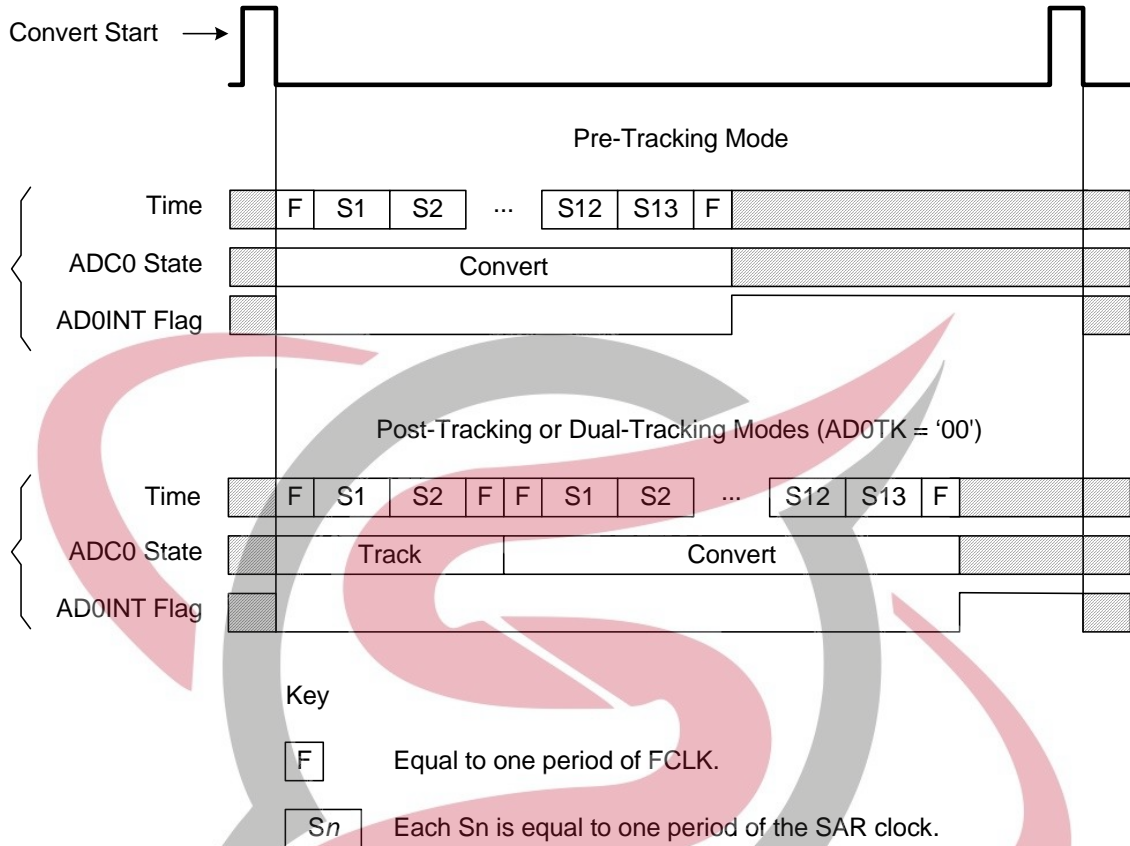 Convert Start
Pre-Tracking Mode
Time F S1 S2 ... S12 S13 F
ADC0 State Convert
AD0INT Flag
Post-Tracking or Dual-Tracking Modes (AD0TK = ‘00')
Time F S1 S2 F F S1 S2 ... S12 S13 F
ADC0 State Track Convert
AD0INT Flag
Key
F Equal to one period of FCLK.
Sn Each Sn is equal to one period of the SAR clock.